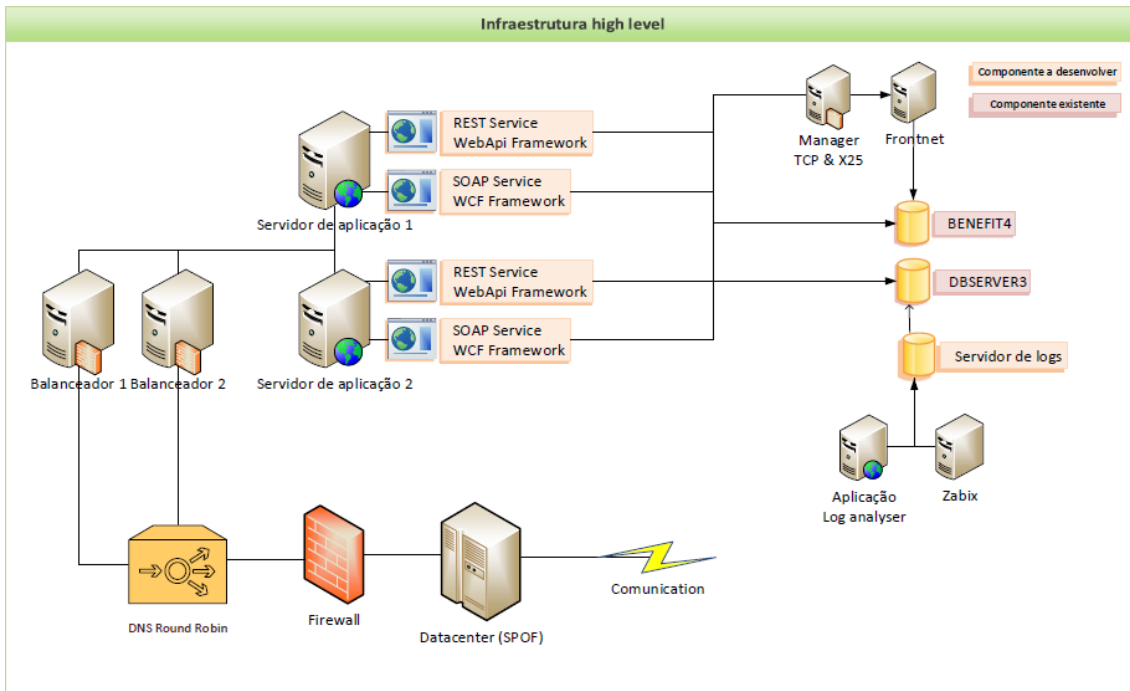 Infraestrutura high level
Componente a desenvolver
Componente existente
REST Service
WebApi Framework
SOAP Service
WCF Framework
Servidor de aplicação 1
Manager
TCP & X25
Frontnet
BENEFIT4
REST Service
WebApi Framework
DBSERVER3
SOAP Service
WCF Framework
Servidor de aplicação 2
Servidor de logs
Balanceador 1
Balanceador 2
Aplicação
Log analyser
Zabix
Comunication
Firewall
DNS Round Robin
Datacenter (SPOF)